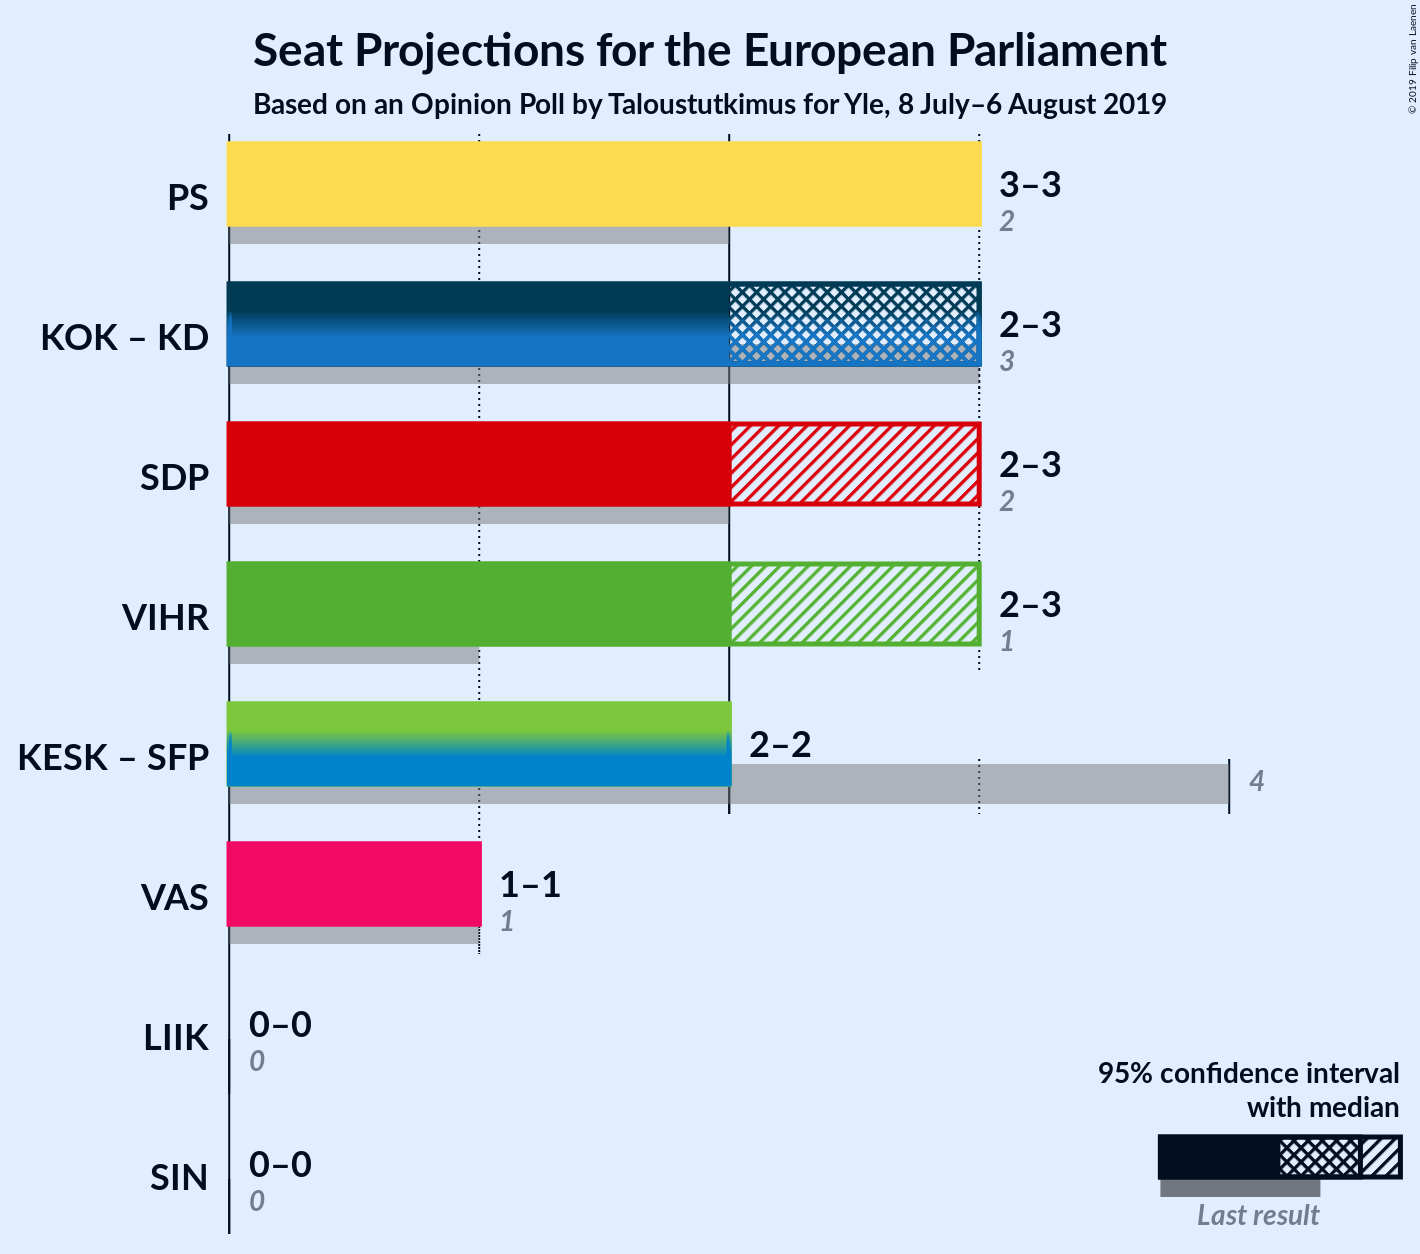 Seat Projections for the European Parliament
Based on an Opinion Poll by Taloustutkimus for Yle, 8 July–6 August 2019
© 2019 Filip van Laenen
PS
3–3
2
KOK – KD
2–3
3
SDP
2–3
2
VIHR
2–3
1
KESK – SFP
2–2
4
VAS
1–1
1
LIIK
0–0
0
SIN
0–0
0
95% confidence interval
with median
Last result